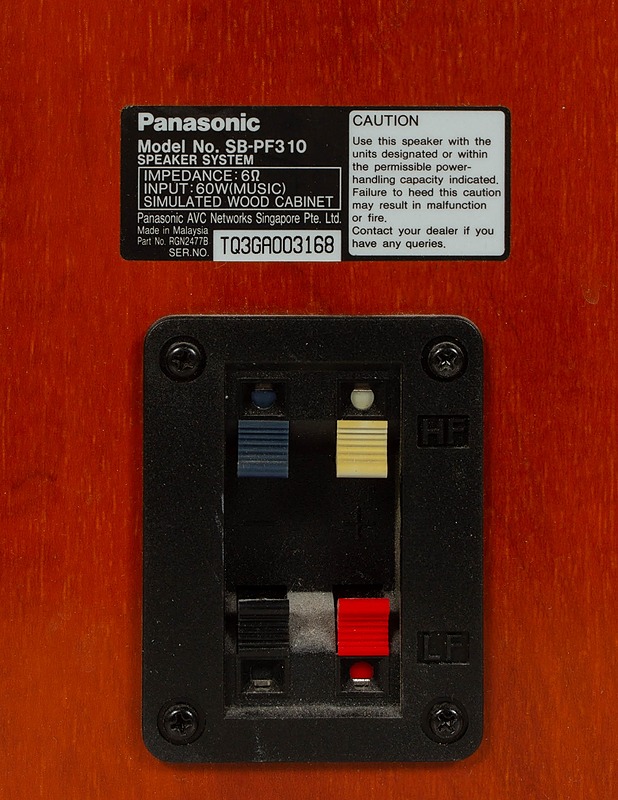 Panasonic
Model No. SB-PF310
SPEAKER SYSTEM
IMPEDANCE: 6Ω
INPUT: 60W(MUSIC)
SIMULATED WOOD CABINET
Panasonic AVC Networks Singapore Pte. Ltd.
Made in Malaysia
Part No. RGN2477B
SER.NO. TQ3GA003168
CAUTION
Use this speaker with the
units designated or within
the permissible power-
handling capacity indicated.
Failure to heed this caution
may result in malfunction
or fire.
Contact your dealer if you
have any queries.
HF
− +
LF